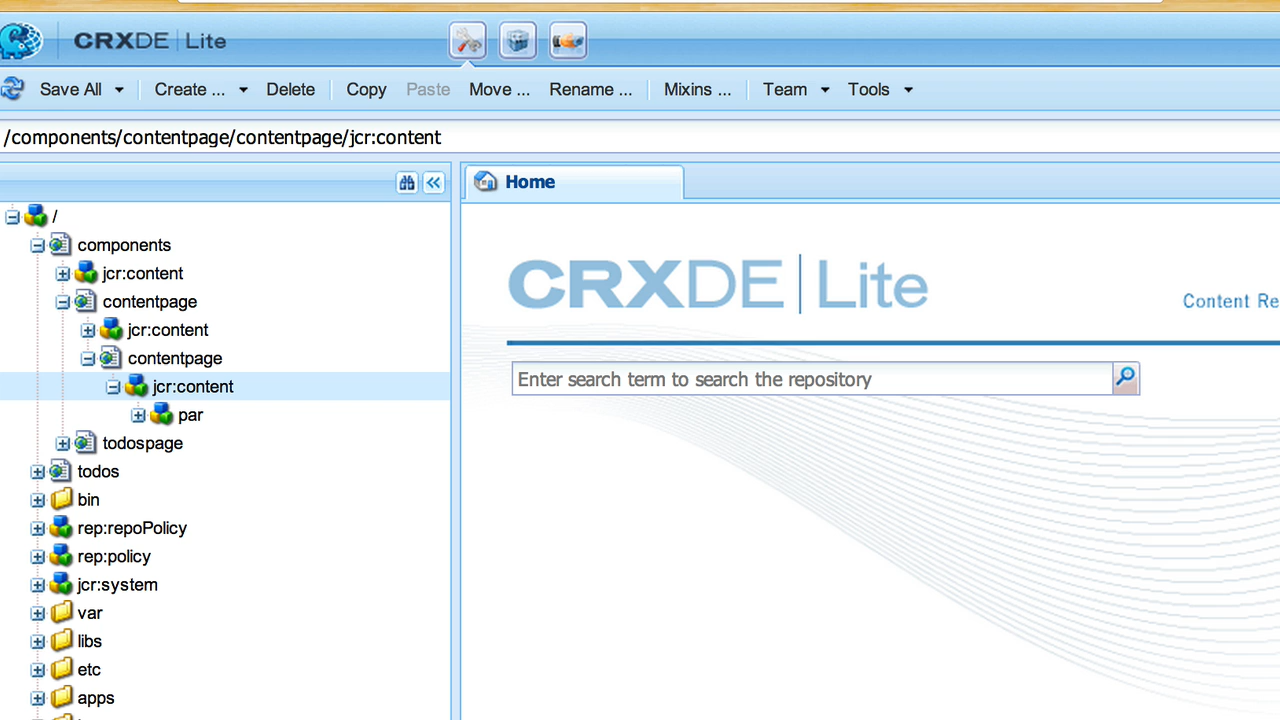 CRXDE | Lite
Save All Create ... Delete Copy Paste Move ... Rename ... Mixins ... Team Tools
/components/contentpage/contentpage/jcr:content
/
components
jcr:content
contentpage
jcr:content
contentpage
jcr:content
par
todospage
todos
bin
rep:repoPolicy
rep:policy
jcr:system
var
libs
etc
apps
Home
CRXDE | Lite
Content Re
Enter search term to search the repository